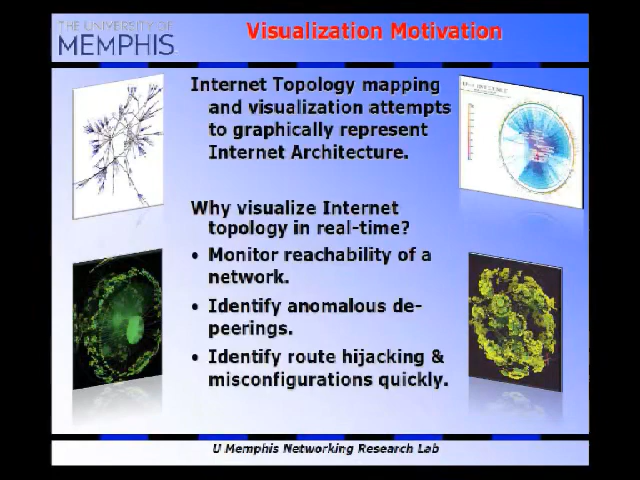 THE UNIVERSITY OF
MEMPHIS
Visualization Motivation
Internet Topology mapping
and visualization attempts
to graphically represent
Internet Architecture.
Why visualize Internet
topology in real-time?
• Monitor reachability of a
network.
• Identify anomalous de-
peerings.
• Identify route hijacking &
misconfigurations quickly.
U Memphis Networking Research Lab